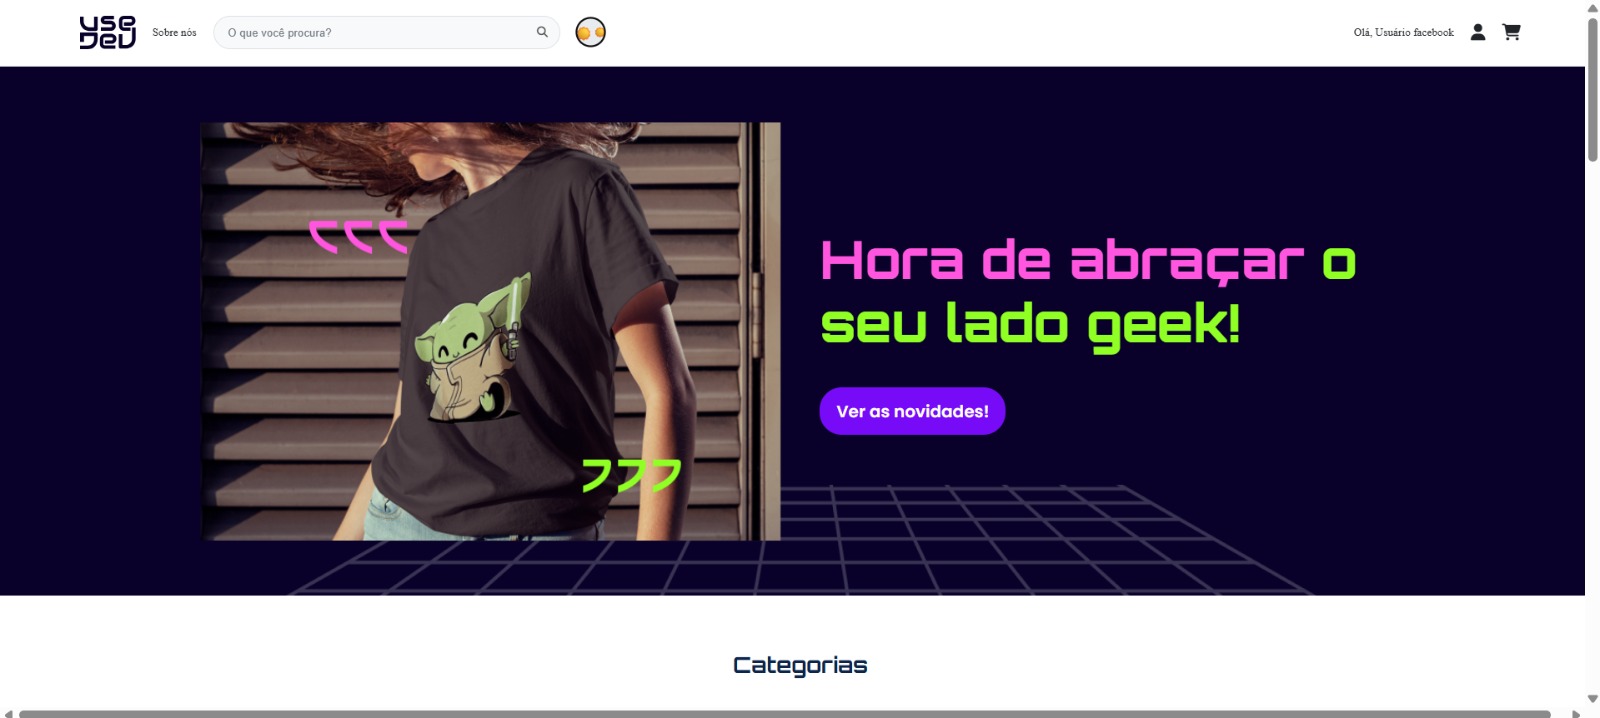 USE DEV
Sobre nós
O que você procura?
Olá, Usuário facebook
Hora de abraçar o
seu lado geek!
Ver as novidades!
Categorias